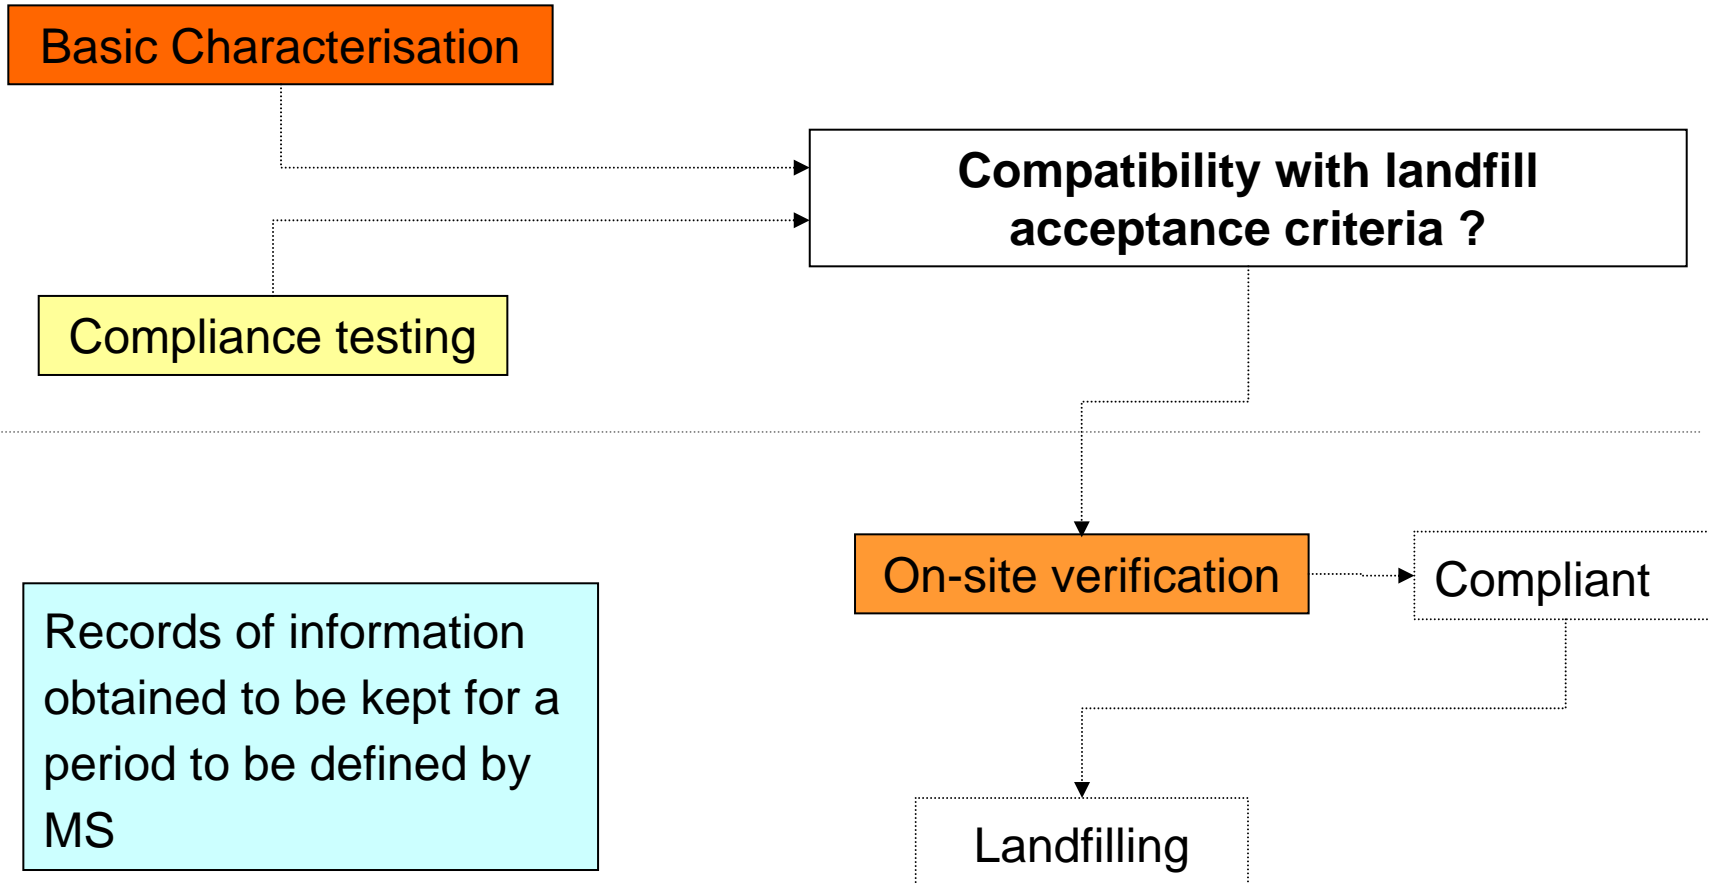 Basic Characterisation
Compatibility with landfill
acceptance criteria ?
Compliance testing
On-site verification
Compliant
Records of information
obtained to be kept for a
period to be defined by
MS
Landfilling